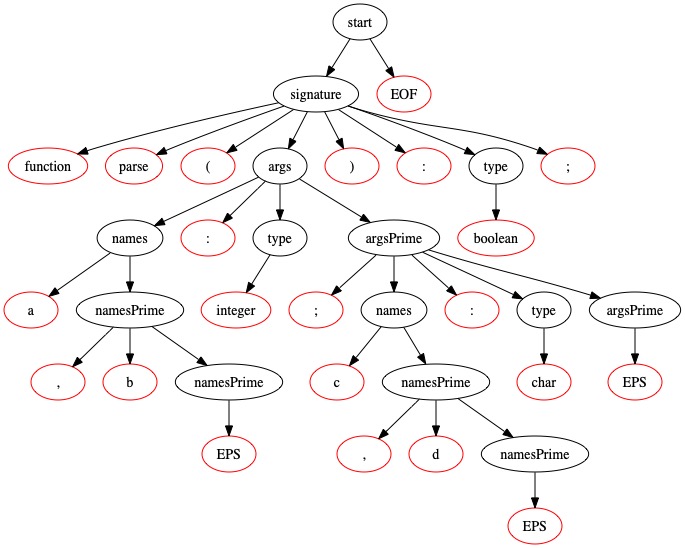 start
signature EOF
function parse ( args ) : type ;
names : type argsPrime boolean
a namesPrime integer ; names : type argsPrime
, b namesPrime c namesPrime char EPS
EPS , d namesPrime
EPS